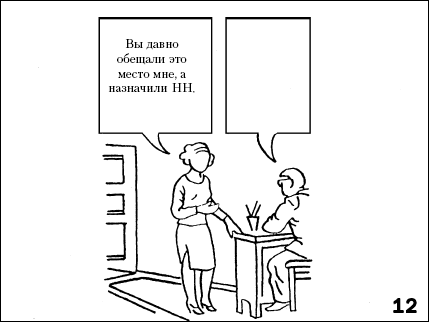 Вы давно
обещали это
место мне, а
назначили НН.
12